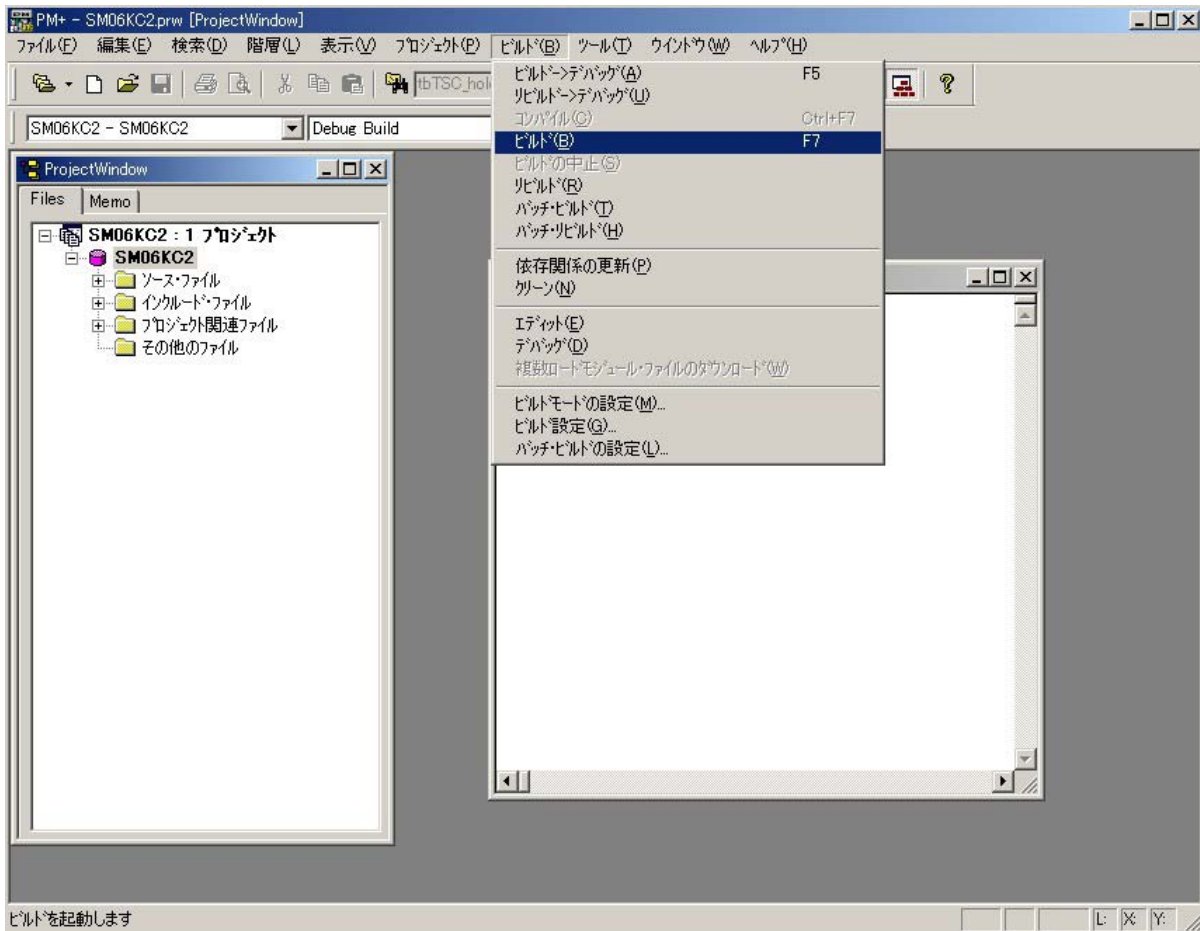 PM+ - SM06KC2.prw [ProjectWindow]
ファイル(F) 編集(E) 検索(D) 階層(L) 表示(V) プロジェクト(P) ビルド(B) ツール(T) ウインドウ(W) ヘルプ(H)
tbTSC_hol
SM06KC2 - SM06KC2 Debug Build
ビルド->デバッグ(A) F5
リビルド->デバッグ(U)
コンパイル(C) Ctrl+F7
ビルド(B) F7
ビルドの中止(S)
リビルド(R)
バッチ・ビルド(T)
バッチ・リビルド(H)
依存関係の更新(P)
クリーン(N)
エディット(E)
デバッグ(D)
複数ロードモジュール・ファイルのダウンロード(W)
ビルドモードの設定(M)...
ビルド設定(G)...
バッチ・ビルドの設定(L)...
ProjectWindow
Files Memo
SM06KC2 : 1 プロジェクト
SM06KC2
ソース・ファイル
インクルード・ファイル
プロジェクト関連ファイル
その他のファイル
ビルドを起動します
L: X: Y: